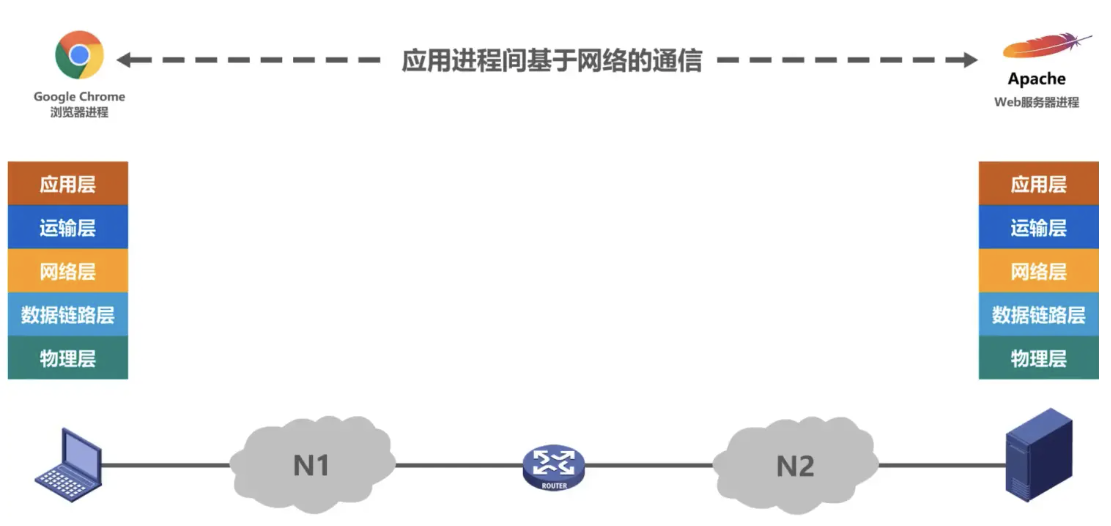 应用进程间基于网络的通信
Google Chrome
浏览器进程
Apache
Web服务器进程
应用层
运输层
网络层
数据链路层
物理层
应用层
运输层
网络层
数据链路层
物理层
N1
ROUTER
N2